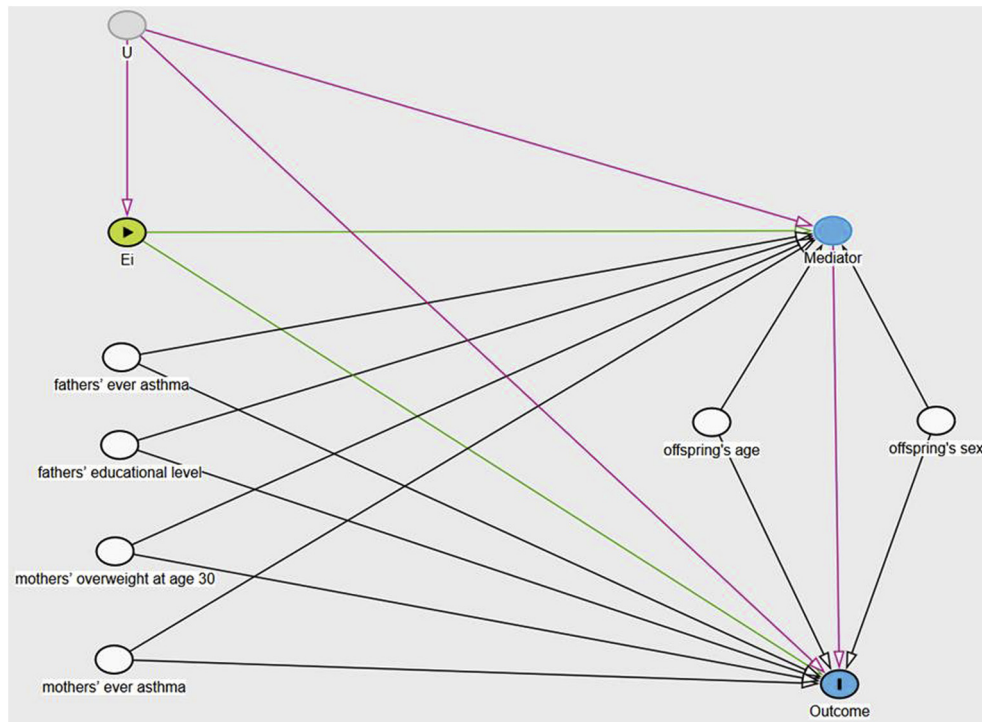 U
Ei
Mediator
fathers’ ever asthma
fathers’ educational level
offspring's age
offspring's sex
mothers’ overweight at age 30
mothers’ ever asthma
Outcome